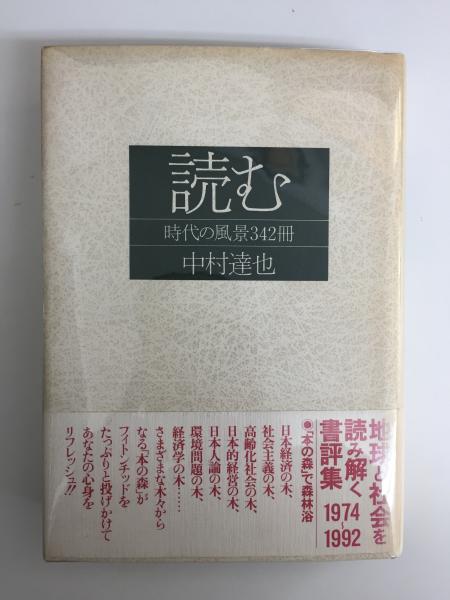 読む
時代の風景342冊
中村達也
地球と社会を
読み解く
書評集
1974〜1992
●「本の森」で森林浴
日本経済の木、
社会主義の木、
高齢化社会の木、
日本的経営の木、
日本人論の木、
環境問題の木、
経済学の木……
さまざまな木々から
なる「本の森」が
フィトンチッドを
たっぷりと投げかけて
あなたの心身を
リフレッシュ!!